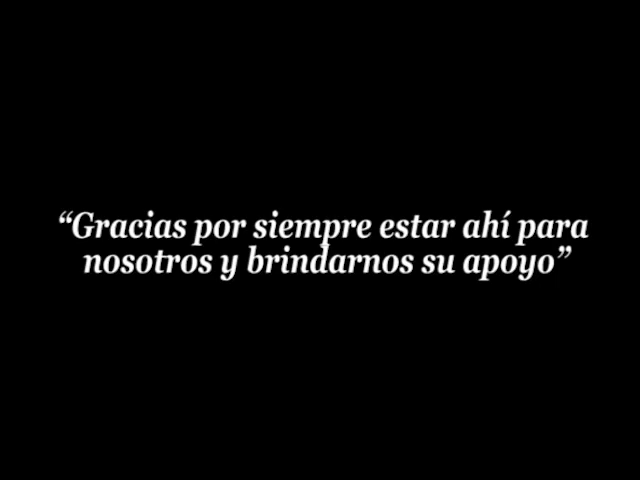 “Gracias por siempre estar ahí para
nosotros y brindarnos su apoyo”